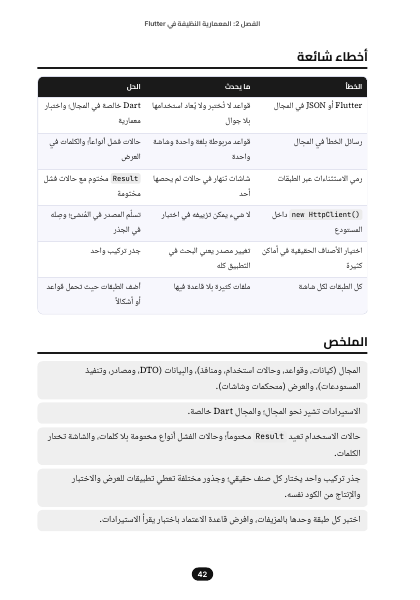 الفصل 2: المعمارية النظيفة في Flutter
أخطاء شائعة
الخطأ ما يحدث الحل
Flutter أو JSON في المجال قواعد لا تُختبر ولا يُعاد استخدامها Dart خالصة في المجال؛ واختبار
بلا جوال معمارية
رسائل الخطأ في المجال قواعد مربوطة بلغة واحدة وشاشة حالات فشل أنواعاً؛ والكلمات في
واحدة العرض
رمي الاستثناءات عبر الطبقات شاشات تنهار في حالات لم يحصها Result مختوم مع حالات فشل
أحد مختومة
new HttpClient() داخل لا شيء يمكن تزييفه في اختبار تسلّم المصدر في المُنشئ؛ وصِله
المستودع في الجذر
اختيار الأصناف الحقيقية في أماكن تغيير مصدر يعني البحث في جذر تركيب واحد
كثيرة التطبيق كله
كل الطبقات لكل شاشة ملفات كثيرة بلا قاعدة فيها أضف الطبقات حيث تحمل قواعد
أو أشكالاً
الملخص
المجال (كيانات، وقواعد، وحالات استخدام، ومنافذ)، والبيانات (DTO، ومصادر، وتنفيذ
المستودعات)، والعرض (متحكمات وشاشات).
الاستيرادات تشير نحو المجال؛ والمجال Dart خالصة.
حالات الاستخدام تعيد Result مختوماً؛ وحالات الفشل أنواع مختومة بلا كلمات، والشاشة تختار
الكلمات.
جذر تركيب واحد يختار كل صنف حقيقي؛ وجذور مختلفة تعطي تطبيقات للعرض والاختبار
والإنتاج من الكود نفسه.
اختبر كل طبقة وحدها بالمزيفات، وافرض قاعدة الاعتماد باختبار يقرأ الاستيرادات.
42